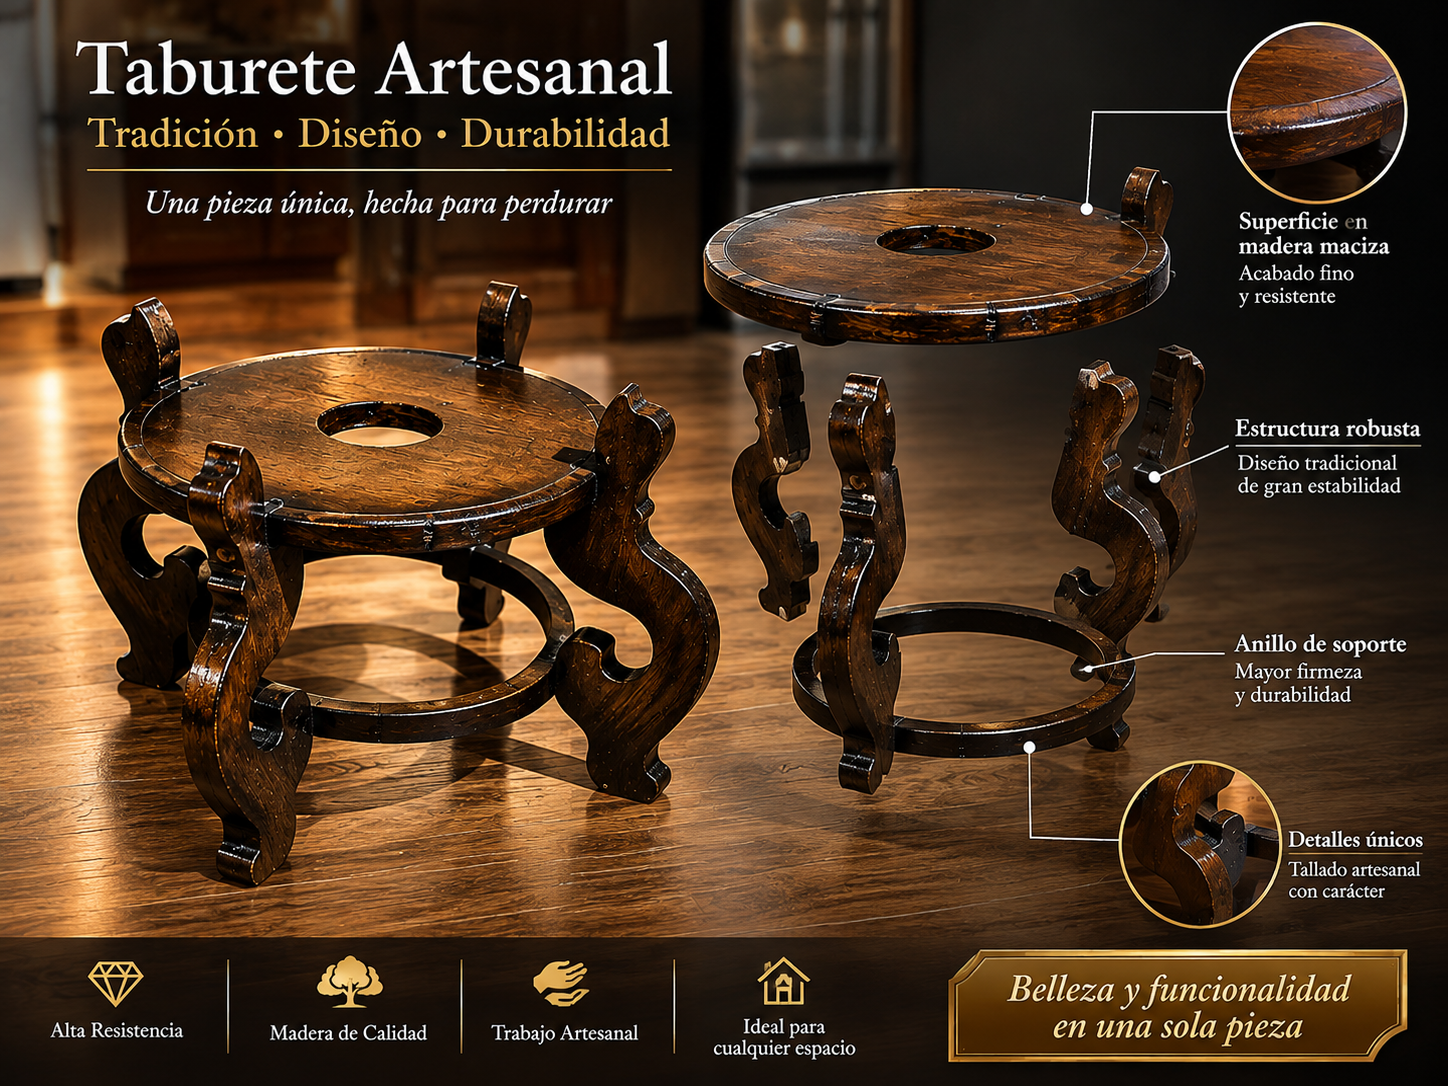 Taburete Artesanal
Tradición • Diseño • Durabilidad
Una pieza única, hecha para perdurar
Superficie en
madera maciza
Acabado fino
y resistente
Estructura robusta
Diseño tradicional
de gran estabilidad
Anillo de soporte
Mayor firmeza
y durabilidad
Detalles únicos
Tallado artesanal
con carácter
Alta Resistencia
Madera de Calidad
Trabajo Artesanal
Ideal para
cualquier espacio
Belleza y funcionalidad
en una sola pieza